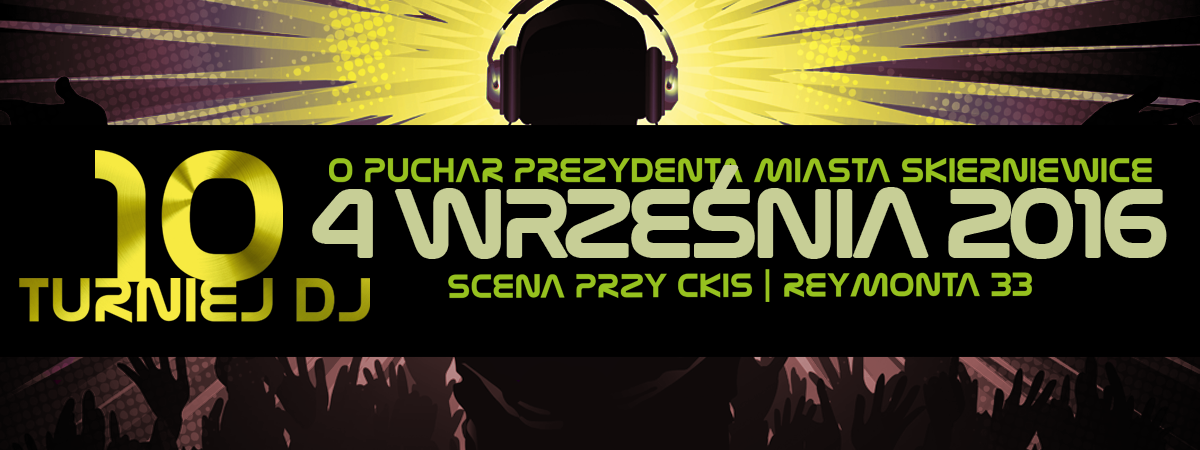 10
TURNIEJ DJ
O PUCHAR PREZYDENTA MIASTA SKIERNIEWICE
4 WRZEŚNIA 2016
SCENA PRZY CKIS | REYMONTA 33